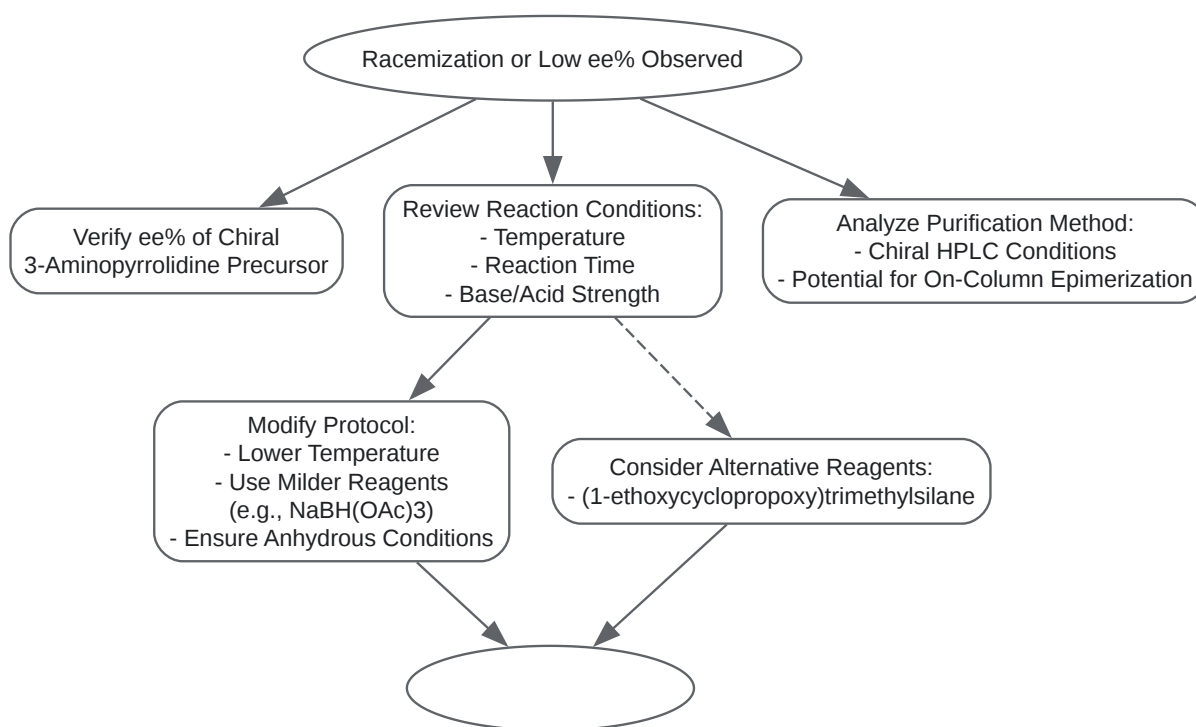 Racemization or Low ee% Observed
Verify ee% of Chiral
3-Aminopyrrolidine Precursor
Review Reaction Conditions:
- Temperature
- Reaction Time
- Base/Acid Strength
Analyze Purification Method:
- Chiral HPLC Conditions
- Potential for On-Column Epimerization
Modify Protocol:
- Lower Temperature
- Use Milder Reagents
(e.g., NaBH(OAc)3)
- Ensure Anhydrous Conditions
Consider Alternative Reagents:
- (1-ethoxycyclopropoxy)trimethylsilane